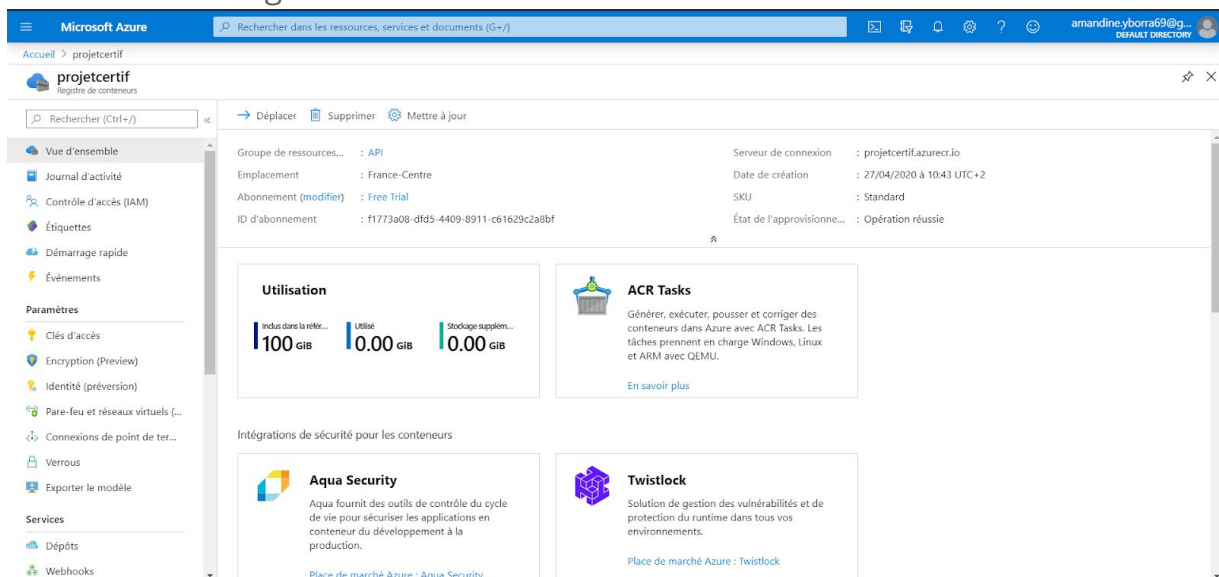 Microsoft Azure
Rechercher dans les ressources, services et documents (G+/)
amandine.yborra69@g...
DEFAULT DIRECTORY
Accueil > projetcertif
projetcertif
Registre de conteneurs
Rechercher (Ctrl+/)
Déplacer
Supprimer
Mettre à jour
Vue d'ensemble
Journal d'activité
Contrôle d'accès (IAM)
Étiquettes
Démarrage rapide
Événements
Paramètres
Clés d'accès
Encryption (Preview)
Identité (préversion)
Pare-feu et réseaux virtuels (...
Connexions de point de ter...
Verrous
Exporter le modèle
Services
Dépôts
Webhooks
Groupe de ressources... : API
Emplacement : France-Centre
Abonnement (modifier) : Free Trial
ID d'abonnement : f1773a08-dfd5-4409-8911-c61629c2a8bf
Serveur de connexion : projetcertif.azurecr.io
Date de création : 27/04/2020 à 10:43 UTC+2
SKU : Standard
État de l'approvisionne... : Opération réussie
Utilisation
Indus dans la référ...
100 GiB
Utilisé
0.00 GiB
Stockage supplém...
0.00 GiB
ACR Tasks
Générer, exécuter, pousser et corriger des
conteneurs dans Azure avec ACR Tasks. Les
tâches prennent en charge Windows, Linux
et ARM avec QEMU.
En savoir plus
Intégrations de sécurité pour les conteneurs
Aqua Security
Aqua fournit des outils de contrôle du cycle
de vie pour sécuriser les applications en
conteneur du développement à la
production.
Place de marché Azure : Aqua Security
Twistlock
Solution de gestion des vulnérabilités et de
protection du runtime dans tous vos
environnements.
Place de marché Azure : Twistlock